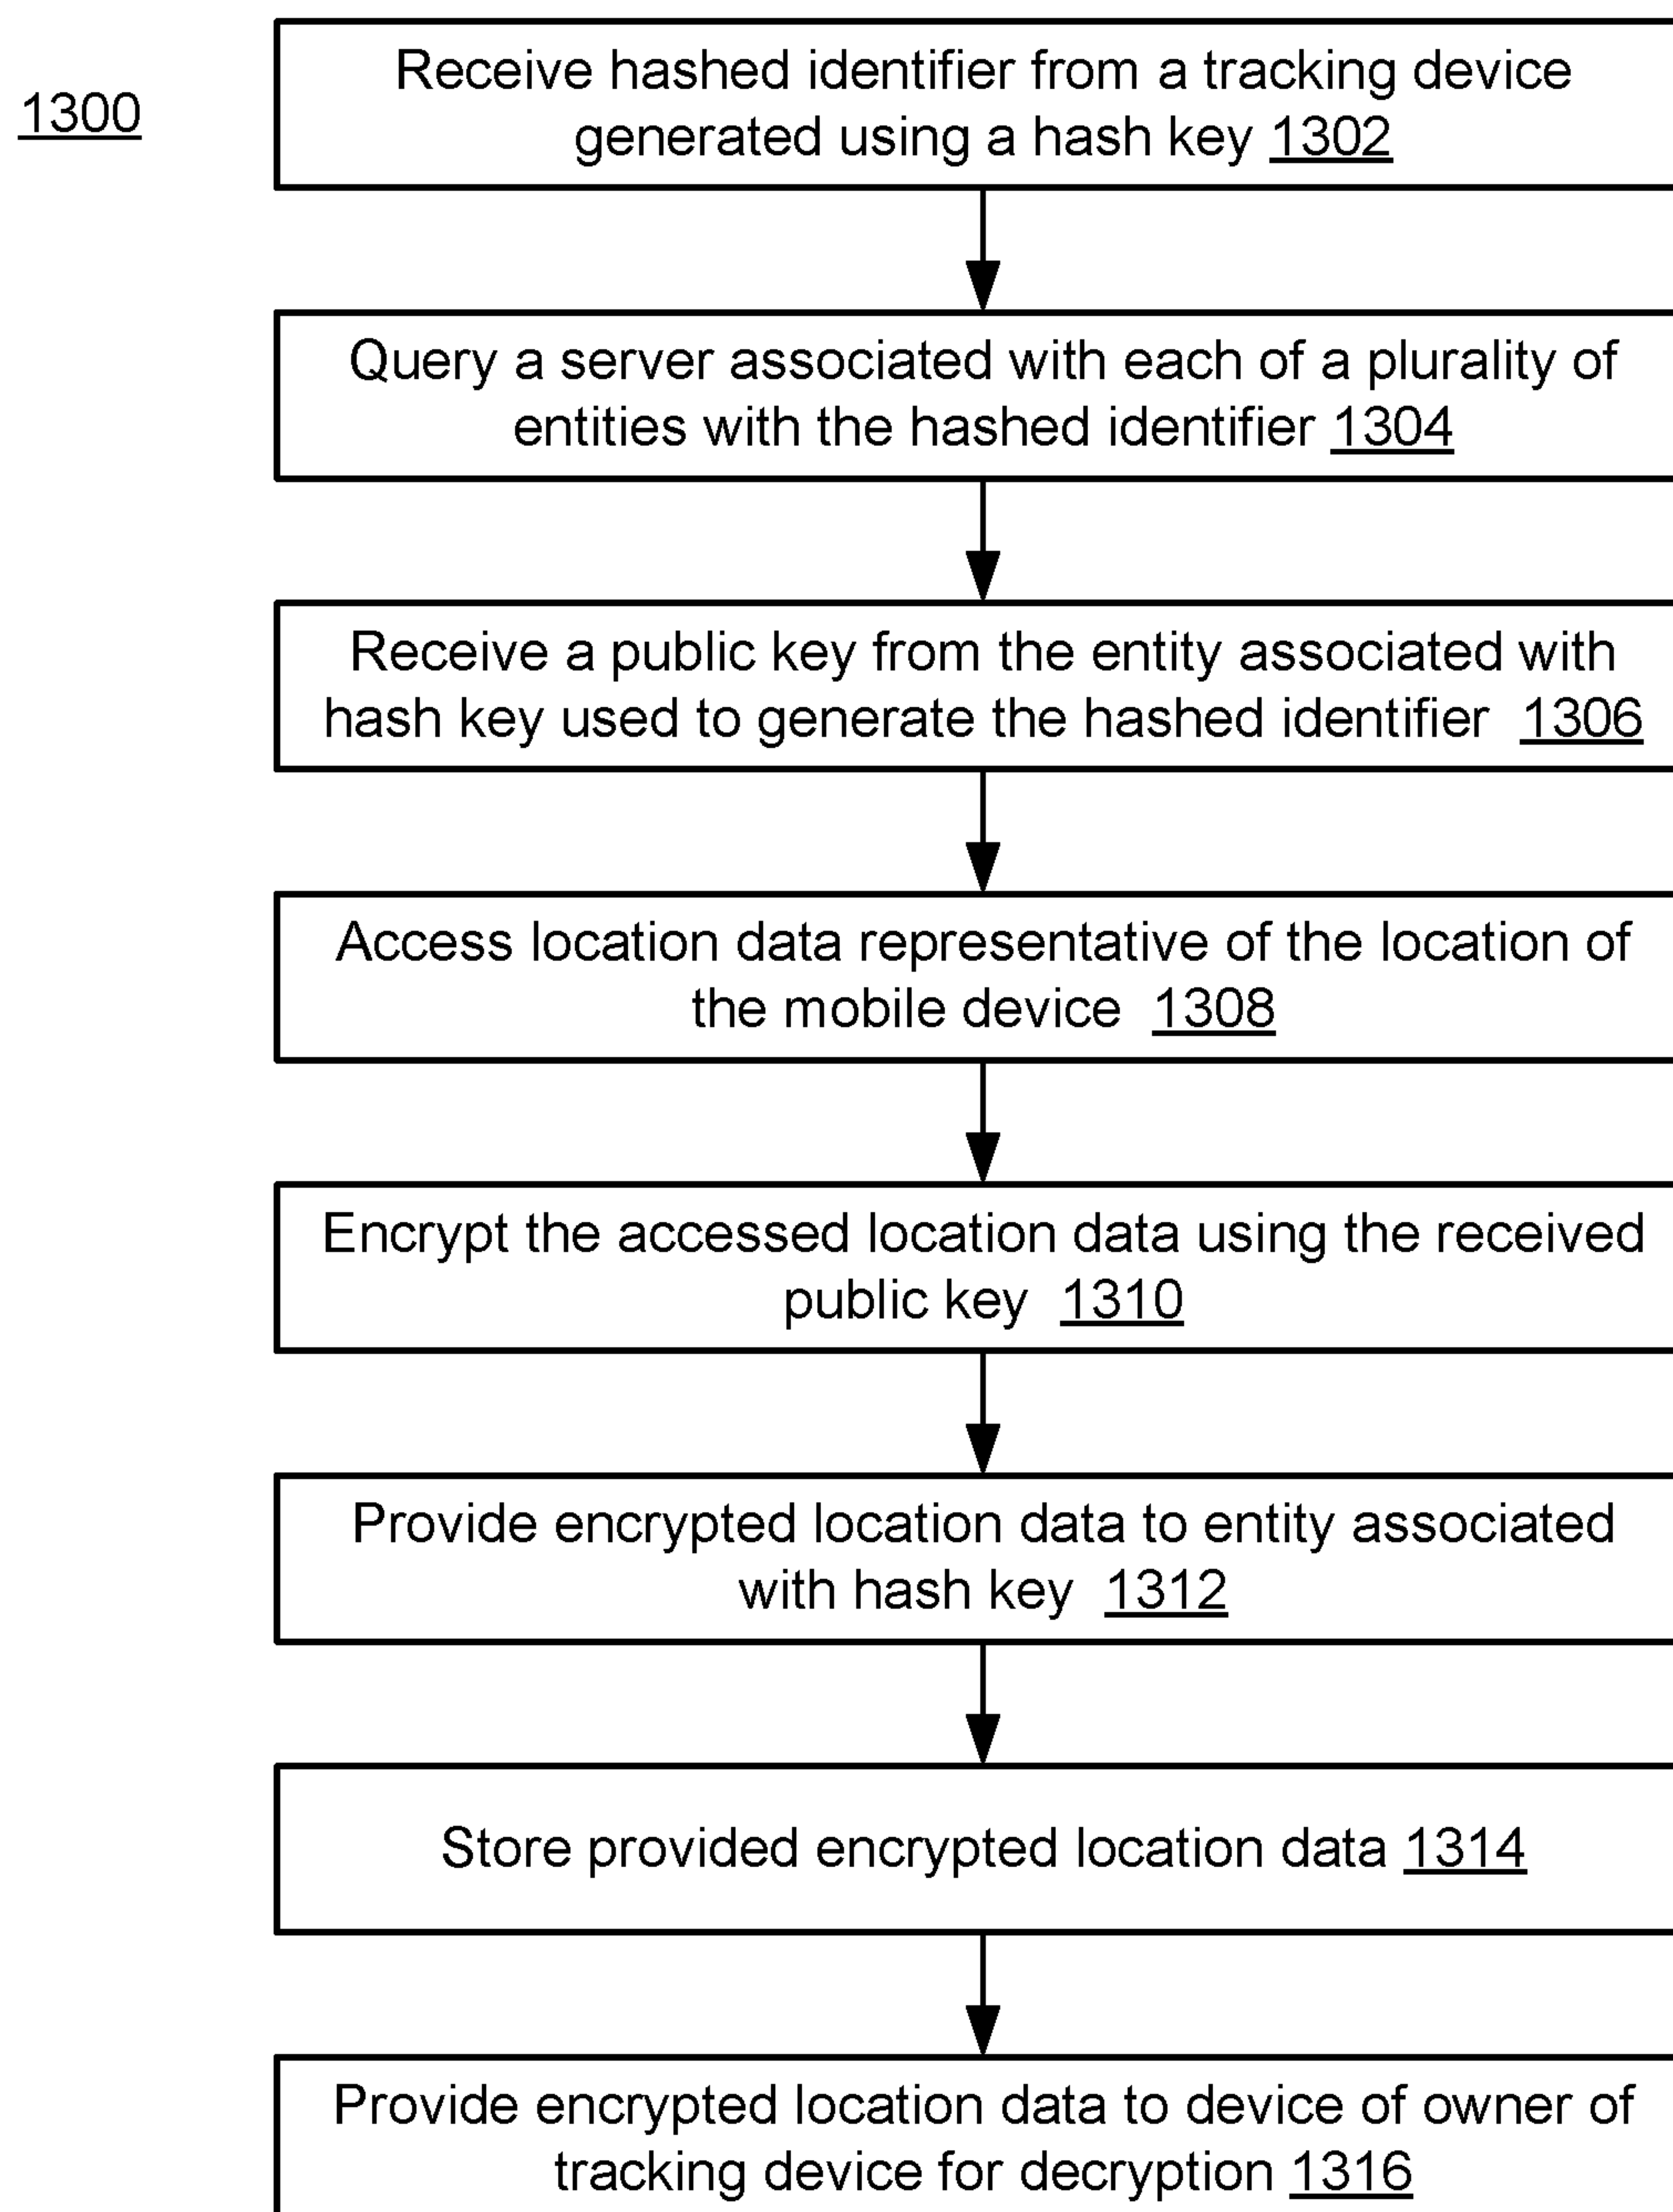 1300
Receive hashed identifier from a tracking device
generated using a hash key 1302
Query a server associated with each of a plurality of
entities with the hashed identifier 1304
Receive a public key from the entity associated with
hash key used to generate the hashed identifier 1306
Access location data representative of the location of
the mobile device 1308
Encrypt the accessed location data using the received
public key 1310
Provide encrypted location data to entity associated
with hash key 1312
Store provided encrypted location data 1314
Provide encrypted location data to device of owner of
tracking device for decryption 1316